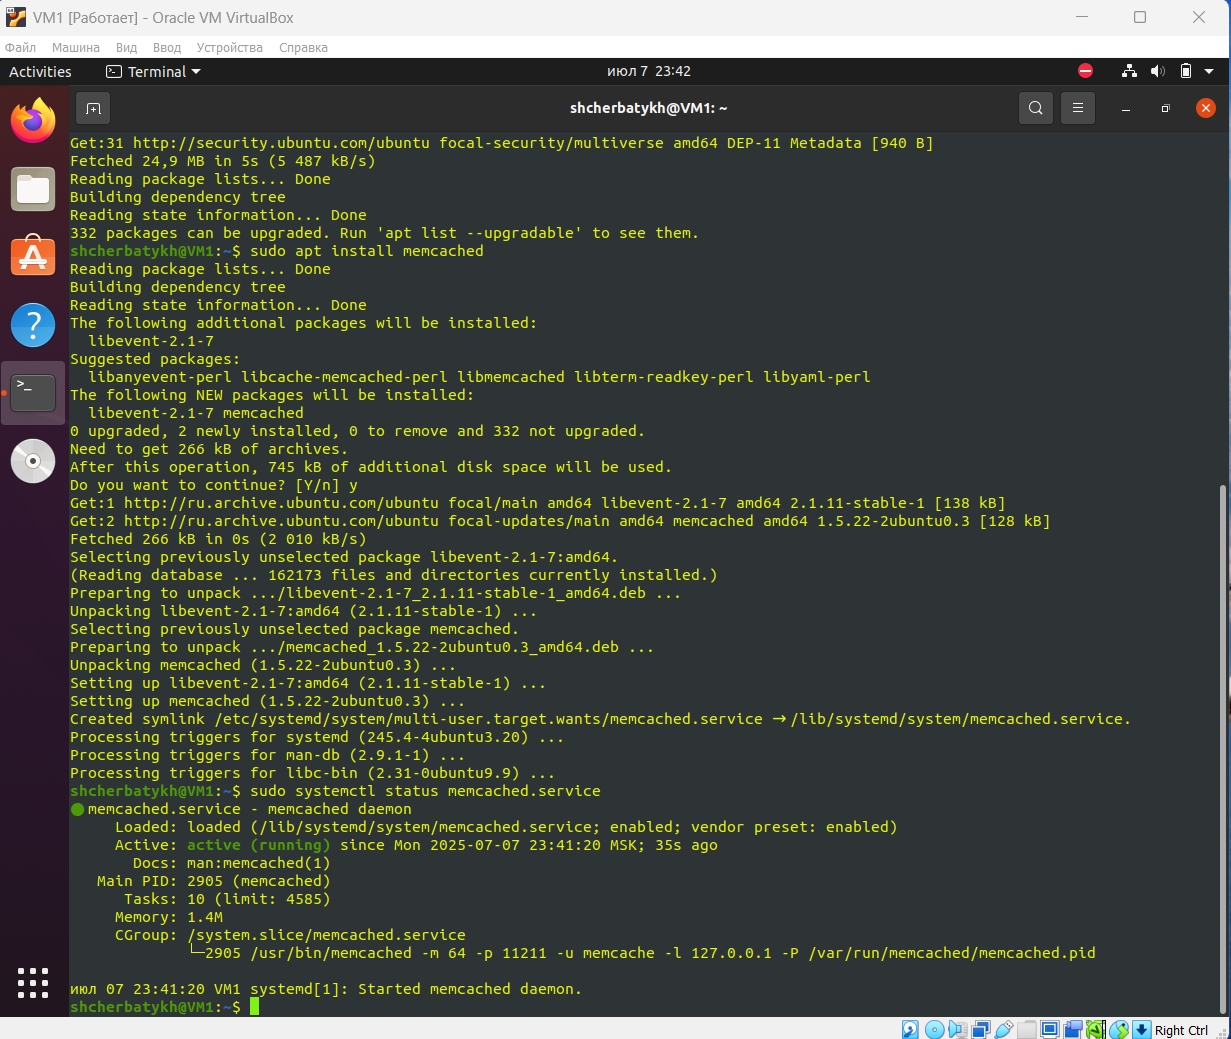 VM1 [Работает] - Oracle VM VirtualBox
Файл Машина Вид Ввод Устройства Справка
Activities Terminal июл 7 23:42
shcherbatykh@VM1: ~
Get:31 http://security.ubuntu.com/ubuntu focal-security/multiverse amd64 DEP-11 Metadata [940 B]
Fetched 24,9 MB in 5s (5 487 kB/s)
Reading package lists... Done
Building dependency tree
Reading state information... Done
332 packages can be upgraded. Run 'apt list --upgradable' to see them.
shcherbatykh@VM1:~$ sudo apt install memcached
Reading package lists... Done
Building dependency tree
Reading state information... Done
The following additional packages will be installed:
libevent-2.1-7
Suggested packages:
libanyevent-perl libcache-memcached-perl libmemcached libterm-readkey-perl libyaml-perl
The following NEW packages will be installed:
libevent-2.1-7 memcached
0 upgraded, 2 newly installed, 0 to remove and 332 not upgraded.
Need to get 266 kB of archives.
After this operation, 745 kB of additional disk space will be used.
Do you want to continue? [Y/n] y
Get:1 http://ru.archive.ubuntu.com/ubuntu focal/main amd64 libevent-2.1-7 amd64 2.1.11-stable-1 [138 kB]
Get:2 http://ru.archive.ubuntu.com/ubuntu focal-updates/main amd64 memcached amd64 1.5.22-2ubuntu0.3 [128 kB]
Fetched 266 kB in 0s (2 010 kB/s)
Selecting previously unselected package libevent-2.1-7:amd64.
(Reading database ... 162173 files and directories currently installed.)
Preparing to unpack .../libevent-2.1-7_2.1.11-stable-1_amd64.deb ...
Unpacking libevent-2.1-7:amd64 (2.1.11-stable-1) ...
Selecting previously unselected package memcached.
Preparing to unpack .../memcached_1.5.22-2ubuntu0.3_amd64.deb ...
Unpacking memcached (1.5.22-2ubuntu0.3) ...
Setting up libevent-2.1-7:amd64 (2.1.11-stable-1) ...
Setting up memcached (1.5.22-2ubuntu0.3) ...
Created symlink /etc/systemd/system/multi-user.target.wants/memcached.service → /lib/systemd/system/memcached.service.
Processing triggers for systemd (245.4-4ubuntu3.20) ...
Processing triggers for man-db (2.9.1-1) ...
Processing triggers for libc-bin (2.31-0ubuntu9.9) ...
shcherbatykh@VM1:~$ sudo systemctl status memcached.service
● memcached.service - memcached daemon
Loaded: loaded (/lib/systemd/system/memcached.service; enabled; vendor preset: enabled)
Active: active (running) since Mon 2025-07-07 23:41:20 MSK; 35s ago
Docs: man:memcached(1)
Main PID: 2905 (memcached)
Tasks: 10 (limit: 4585)
Memory: 1.4M
CGroup: /system.slice/memcached.service
└─2905 /usr/bin/memcached -m 64 -p 11211 -u memcache -l 127.0.0.1 -P /var/run/memcached/memcached.pid
июл 07 23:41:20 VM1 systemd[1]: Started memcached daemon.
shcherbatykh@VM1:~$
Right Ctrl